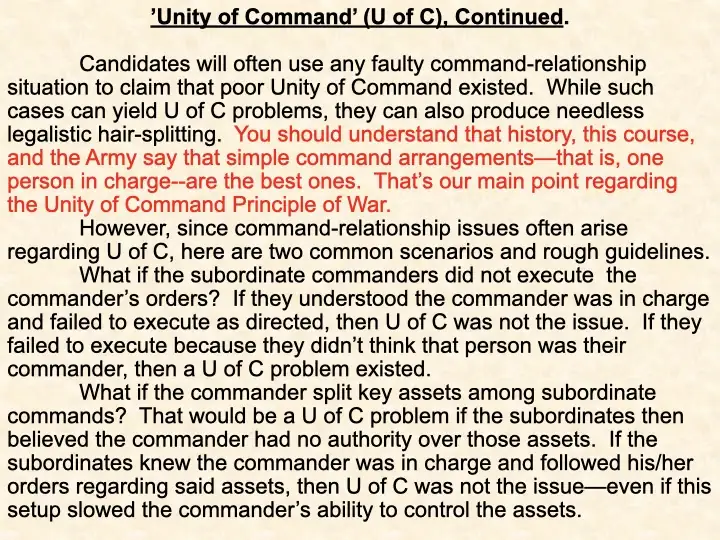 ’Unity of Command’ (U of C), Continued.
Candidates will often use any faulty command-relationship
situation to claim that poor Unity of Command existed.  While such
cases can yield U of C problems, they can also produce needless
legalistic hair-splitting.  You should understand that history, this course,
and the Army say that simple command arrangements—that is, one
person in charge--are the best ones.  That’s our main point regarding
the Unity of Command Principle of War.
However, since command-relationship issues often arise
regarding U of C, here are two common scenarios and rough guidelines.
What if the subordinate commanders did not execute  the
commander’s orders?  If they understood the commander was in charge
and failed to execute as directed, then U of C was not the issue.  If they
failed to execute because they didn’t think that person was their
commander, then a U of C problem existed.
What if the commander split key assets among subordinate
commands?  That would be a U of C problem if the subordinates then
believed the commander had no authority over those assets.  If the
subordinates knew the commander was in charge and followed his/her
orders regarding said assets, then U of C was not the issue—even if this
setup slowed the commander’s ability to control the assets.